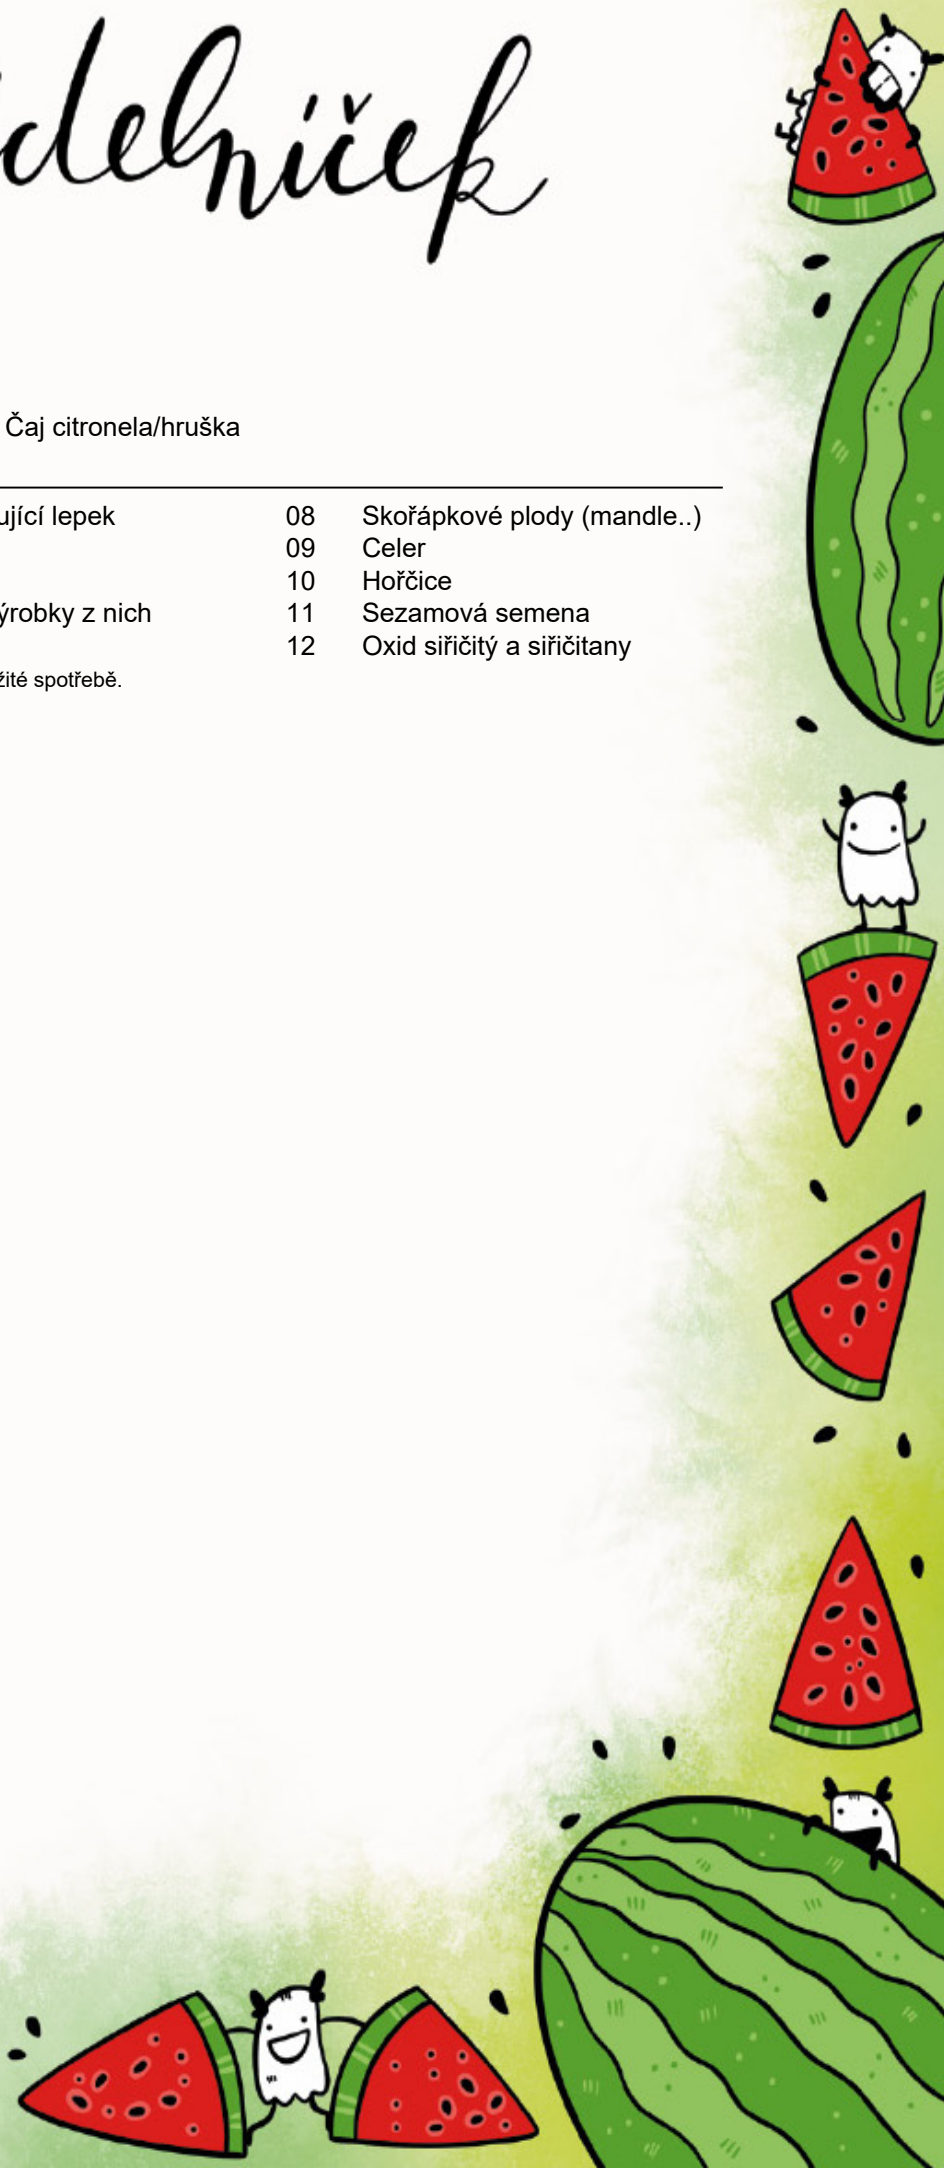 delníček
Čaj citronela/hruška
ující lepek 08 Skořápkové plody (mandle..)
09 Celer
10 Hořčice
ýrobky z nich 11 Sezamová semena
12 Oxid siřičitý a siřičitany
žité spotřebě.